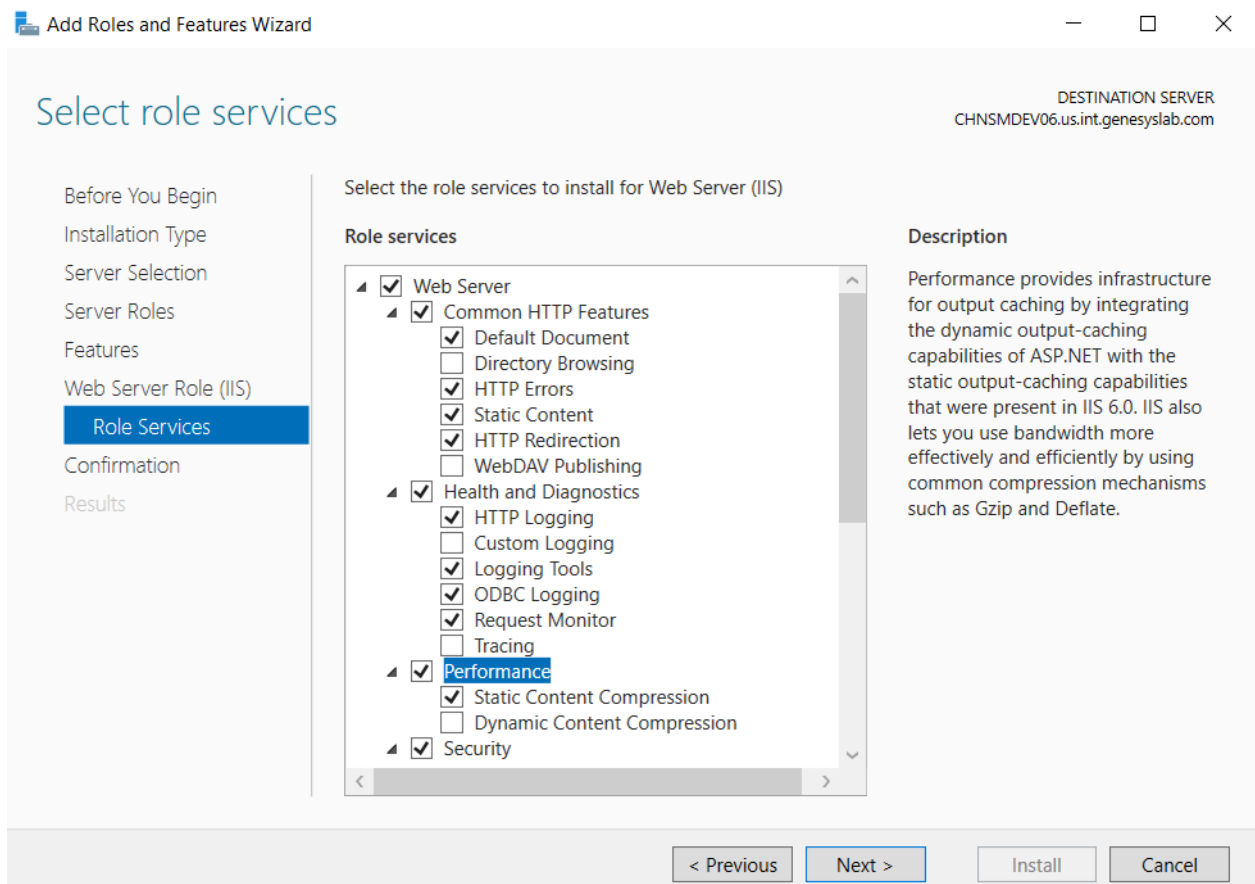 Add Roles and Features Wizard
Select role services
DESTINATION SERVER
CHNSMDEV06.us.int.genesyslab.com
Before You Begin
Installation Type
Server Selection
Server Roles
Features
Web Server Role (IIS)
Role Services
Confirmation
Results
Select the role services to install for Web Server (IIS)
Role services
Web Server
Common HTTP Features
Default Document
Directory Browsing
HTTP Errors
Static Content
HTTP Redirection
WebDAV Publishing
Health and Diagnostics
HTTP Logging
Custom Logging
Logging Tools
ODBC Logging
Request Monitor
Tracing
Performance
Static Content Compression
Dynamic Content Compression
Security
Description
Performance provides infrastructure
for output caching by integrating
the dynamic output-caching
capabilities of ASP.NET with the
static output-caching capabilities
that were present in IIS 6.0. IIS also
lets you use bandwidth more
effectively and efficiently by using
common compression mechanisms
such as Gzip and Deflate.
< Previous
Next >
Install
Cancel